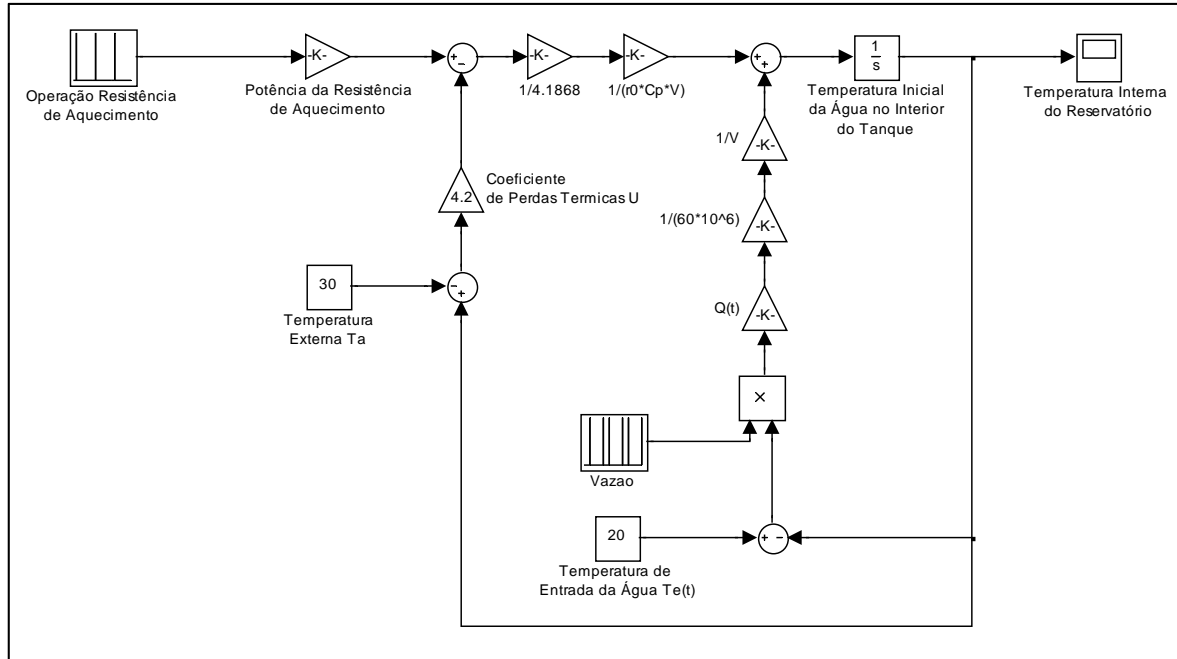 -K-
+
−
-K-
-K-
+
+
1
s
Operação Resistência
de Aquecimento
Potência da Resistência
de Aquecimento
1/4.1868
1/(r0*Cp*V)
Temperatura Inicial
da Água no Interior
do Tanque
Temperatura Interna
do Reservatório
1/V
-K-
4.2
Coeficiente
de Perdas Termicas U
1/(60*10^6)
-K-
30
−
+
Temperatura
Externa Ta
Q(t)
-K-
×
Vazao
20
+
−
Temperatura de
Entrada da Água Te(t)